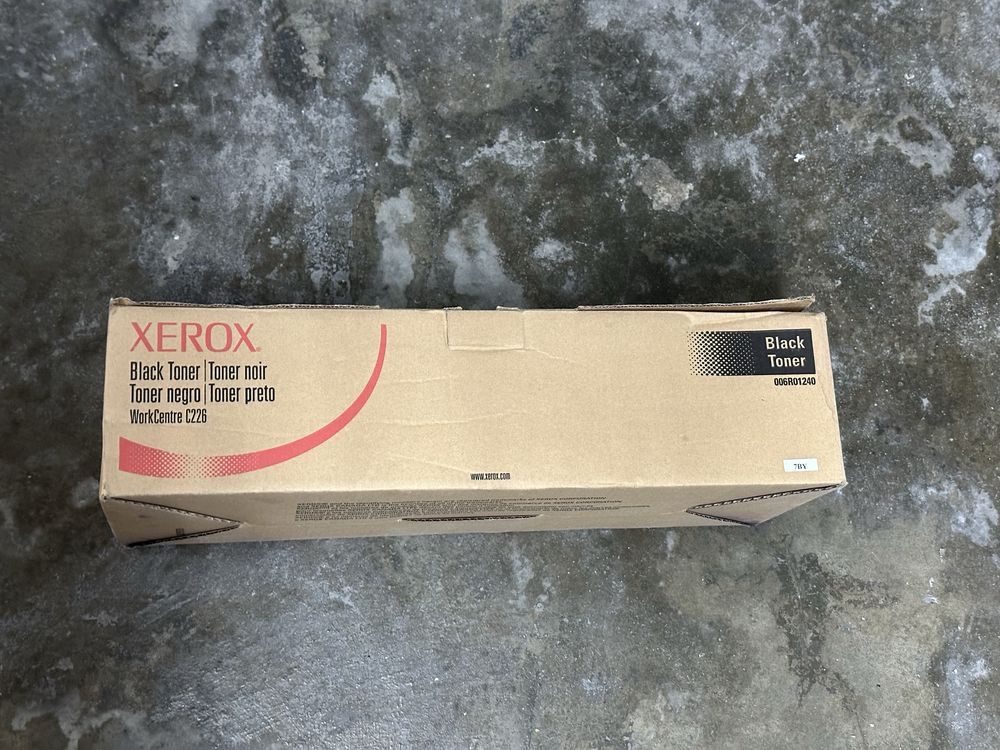 XEROX®
Black Toner | Toner noir
Toner negro | Toner preto
WorkCentre C226
Black
Toner
006R01240
7BY
www.xerox.com